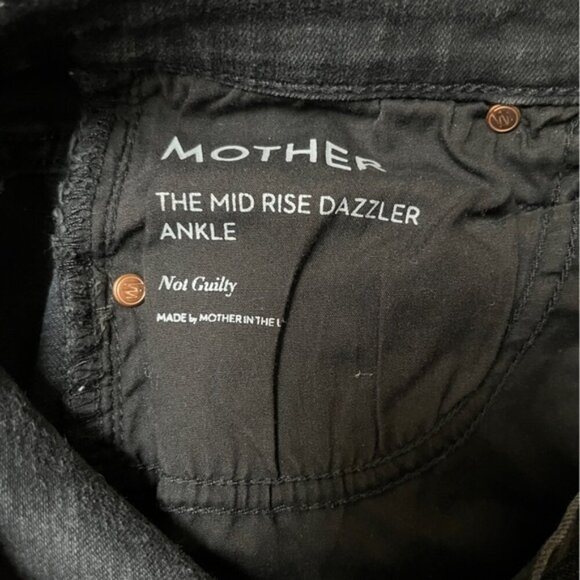 MOTHER
THE MID RISE DAZZLER
ANKLE
Not Guilty
MADE by MOTHER IN THE